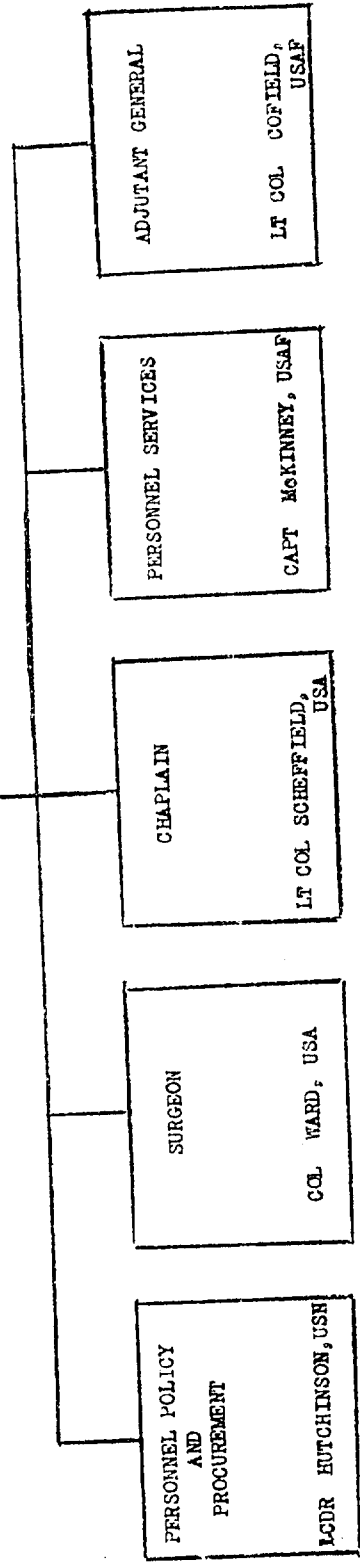 PERSONNEL POLICY
AND
PROCUREMENT
LCDR HUTCHINSON, USN
SURGEON
COL WARD, USA
CHAPLAIN
LT COL SCHEFFIELD,
USA
PERSONNEL SERVICES
CAPT McKINNEY, USAF
ADJUTANT GENERAL
LT COL COFIELD,
USAF